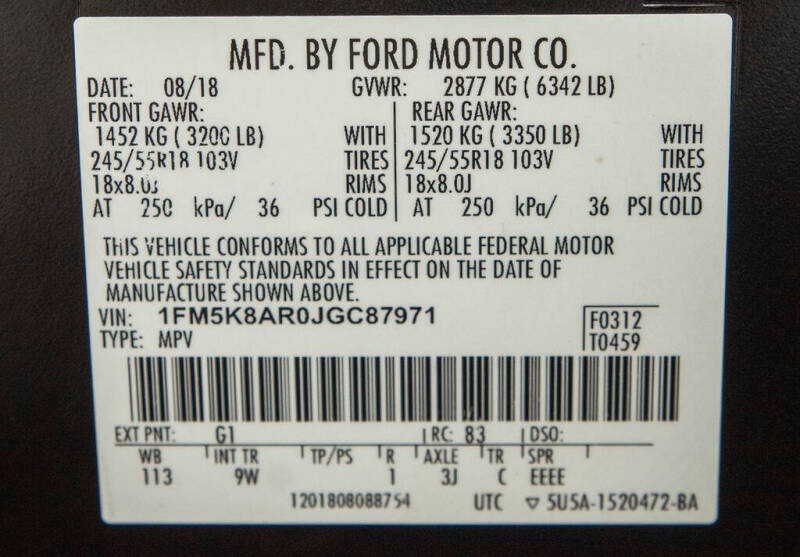 MFD. BY FORD MOTOR CO.
DATE: 08/18 GVWR: 2877 KG ( 6342 LB)
FRONT GAWR: REAR GAWR:
1452 KG ( 3200 LB) WITH 1520 KG ( 3350 LB) WITH
245/55R18 103V TIRES 245/55R18 103V TIRES
18x8.0J RIMS 18x8.0J RIMS
AT 250 kPa/ 36 PSI COLD AT 250 kPa/ 36 PSI COLD
THIS VEHICLE CONFORMS TO ALL APPLICABLE FEDERAL MOTOR
VEHICLE SAFETY STANDARDS IN EFFECT ON THE DATE OF
MANUFACTURE SHOWN ABOVE.
VIN: 1FM5K8AR0JGC87971 F0312
TYPE: MPV T0459
EXT PNT: G1 RC: 83 DSO:
WB INT TR TP/PS R AXLE TR SPR
113 9W 1 3J C EEEE
1201808088754 UTC ▽ 5U5A-1520472-BA